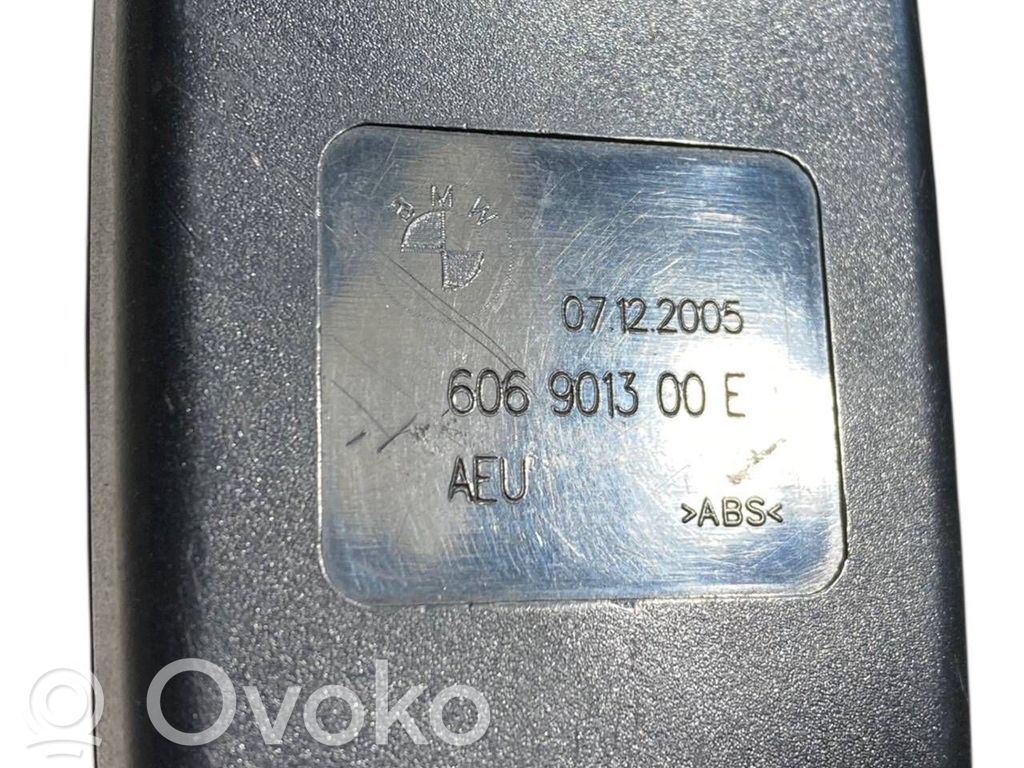 BMW
07.12.2005
606 9013 00 E
AEU
>ABS<
Ovoko